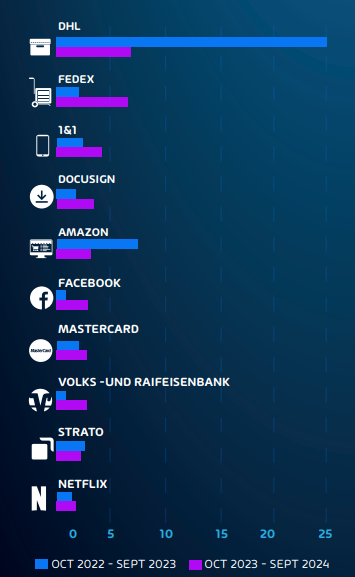 DHL
FEDEX
1&1
DOCUSIGN
AMAZON
FACEBOOK
MASTERCARD
MasterCard
VOLKS -UND RAIFEISENBANK
STRATO
NETFLIX
0 5 10 15 20 25
OCT 2022 - SEPT 2023 OCT 2023 - SEPT 2024